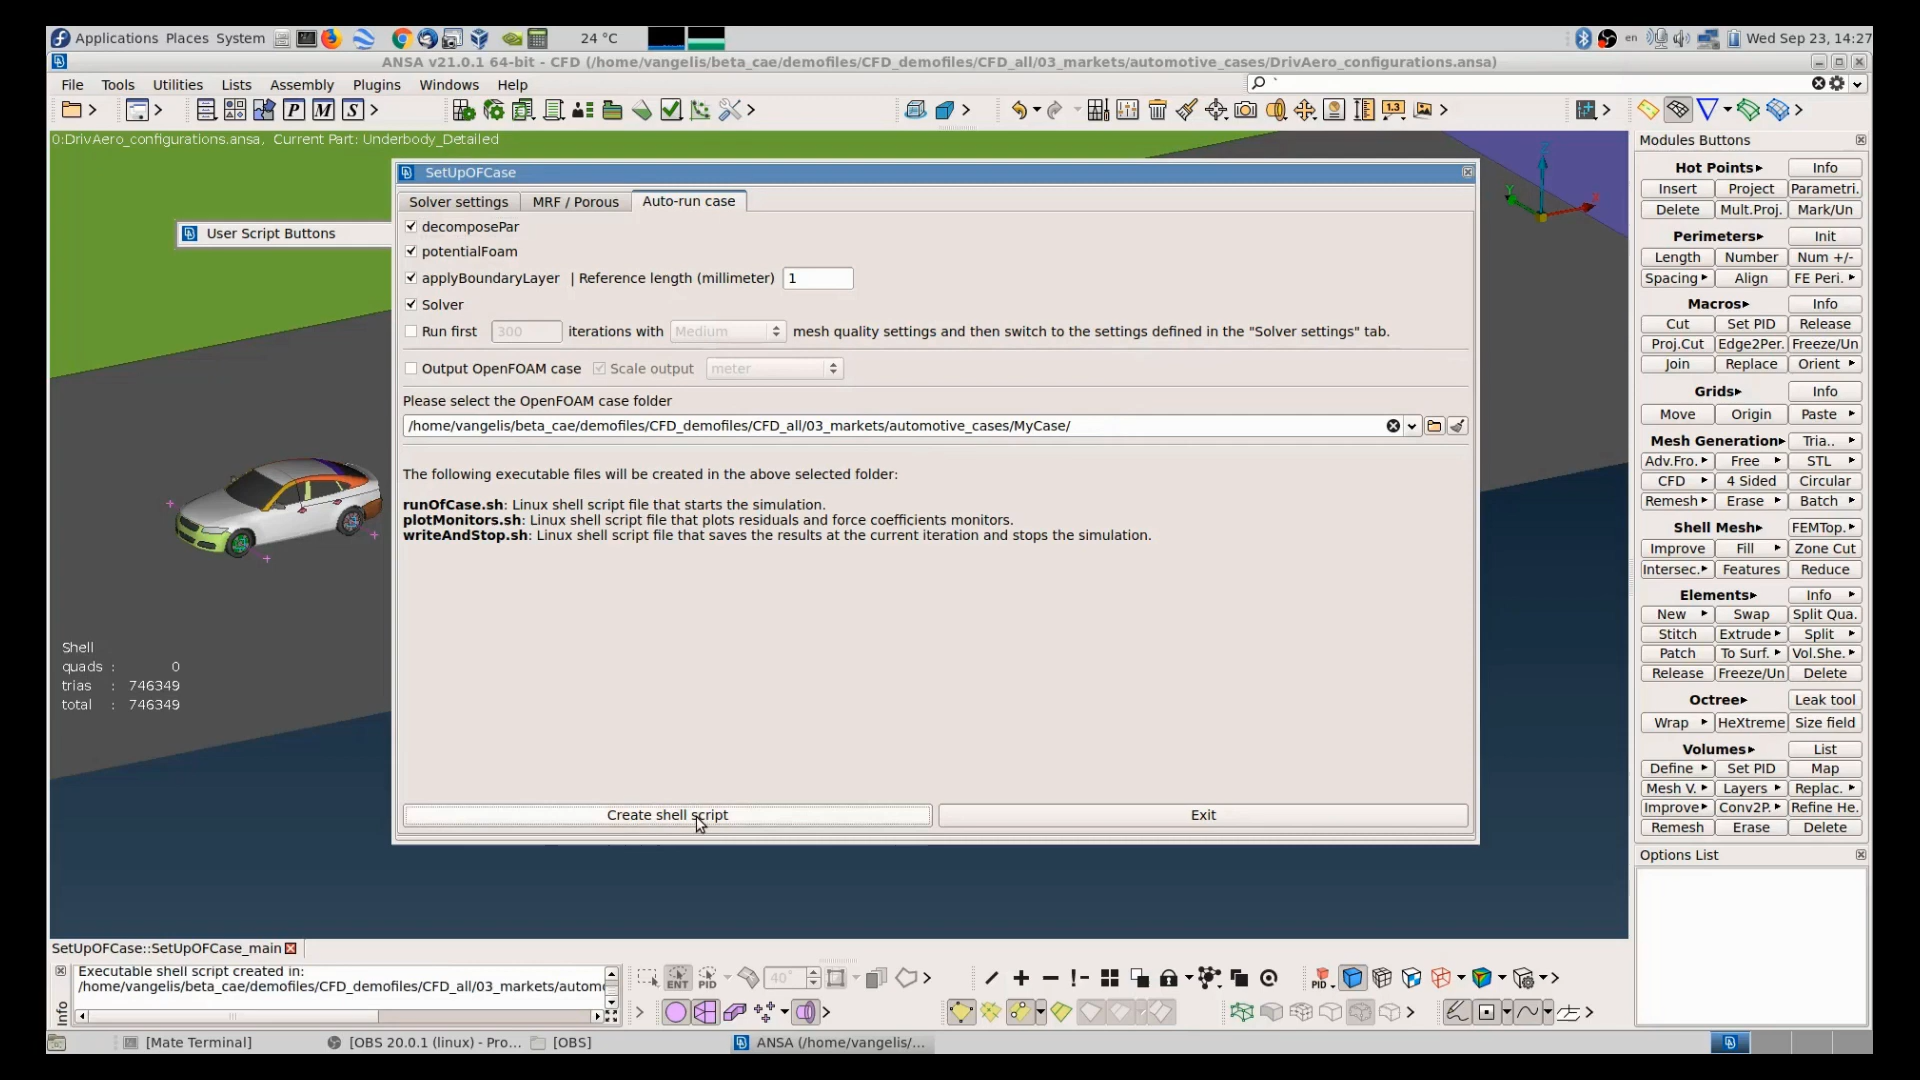 Applications Places System 24 °C en Wed Sep 23, 14:27
ANSA v21.0.1 64-bit - CFD (/home/vangelis/beta_cae/demofiles/CFD_demofiles/CFD_all/03_markets/automotive_cases/DrivAero_configurations.ansa)
File Tools Utilities Lists Assembly Plugins Windows Help
P M S 1.3
0:DrivAero_configurations.ansa, Current Part: Underbody_Detailed
User Script Buttons
Shell
quads : 0
trias : 746349
total : 746349
SetUpOFCase
Solver settings MRF / Porous Auto-run case
decomposePar
potentialFoam
applyBoundaryLayer | Reference length (millimeter) 1
Solver
Run first 300 iterations with Medium mesh quality settings and then switch to the settings defined in the "Solver settings" tab.
Output OpenFOAM case Scale output meter
Please select the OpenFOAM case folder
/home/vangelis/beta_cae/demofiles/CFD_demofiles/CFD_all/03_markets/automotive_cases/MyCase/
The following executable files will be created in the above selected folder:
runOfCase.sh: Linux shell script file that starts the simulation.
plotMonitors.sh: Linux shell script file that plots residuals and force coefficients monitors.
writeAndStop.sh: Linux shell script file that saves the results at the current iteration and stops the simulation.
Create shell script Exit
Modules Buttons
Hot Points Info
Insert Project Parametri.
Delete Mult.Proj. Mark/Un
Perimeters Init
Length Number Num +/-
Spacing Align FE Peri.
Macros Info
Cut Set PID Release
Proj.Cut Edge2Per. Freeze/Un
Join Replace Orient
Grids Info
Move Origin Paste
Mesh Generation Tria..
Adv.Fro. Free STL
CFD 4 Sided Circular
Remesh Erase Batch
Shell Mesh FEMTop.
Improve Fill Zone Cut
Intersec. Features Reduce
Elements Info
New Swap Split Qua.
Stitch Extrude Split
Patch To Surf. Vol.She.
Release Freeze/Un Delete
Octree Leak tool
Wrap HeXtreme Size field
Volumes List
Define Set PID Map
Mesh V. Layers Replac.
Improve Conv2P. Refine He.
Remesh Erase Delete
Options List
SetUpOFCase::SetUpOFCase_main
Info
Executable shell script created in:
/home/vangelis/beta_cae/demofiles/CFD_demofiles/CFD_all/03_markets/autom
ENT PID 40° PID
[Mate Terminal] [OBS 20.0.1 (linux) - Pro... [OBS] ANSA (/home/vangelis/...